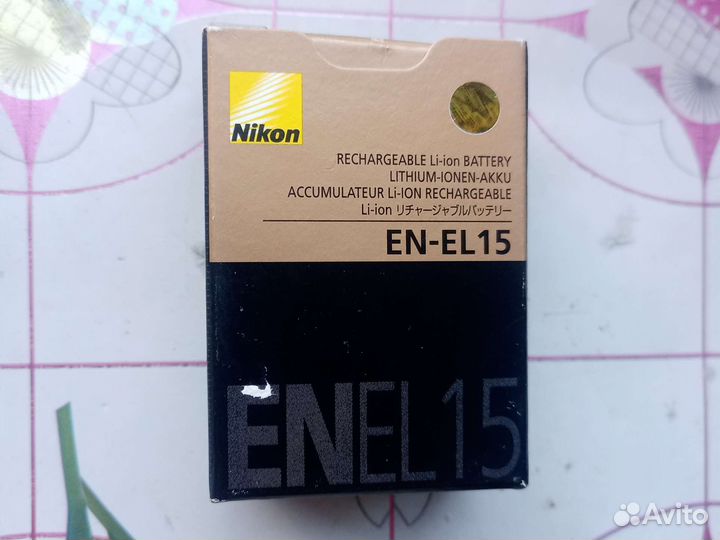 Nikon
RECHARGEABLE Li-ion BATTERY
LITHIUM-IONEN-AKKU
ACCUMULATEUR Li-ION RECHARGEABLE
Li-ion リチャージャブルバッテリー
EN-EL15
ENEL15
Avito